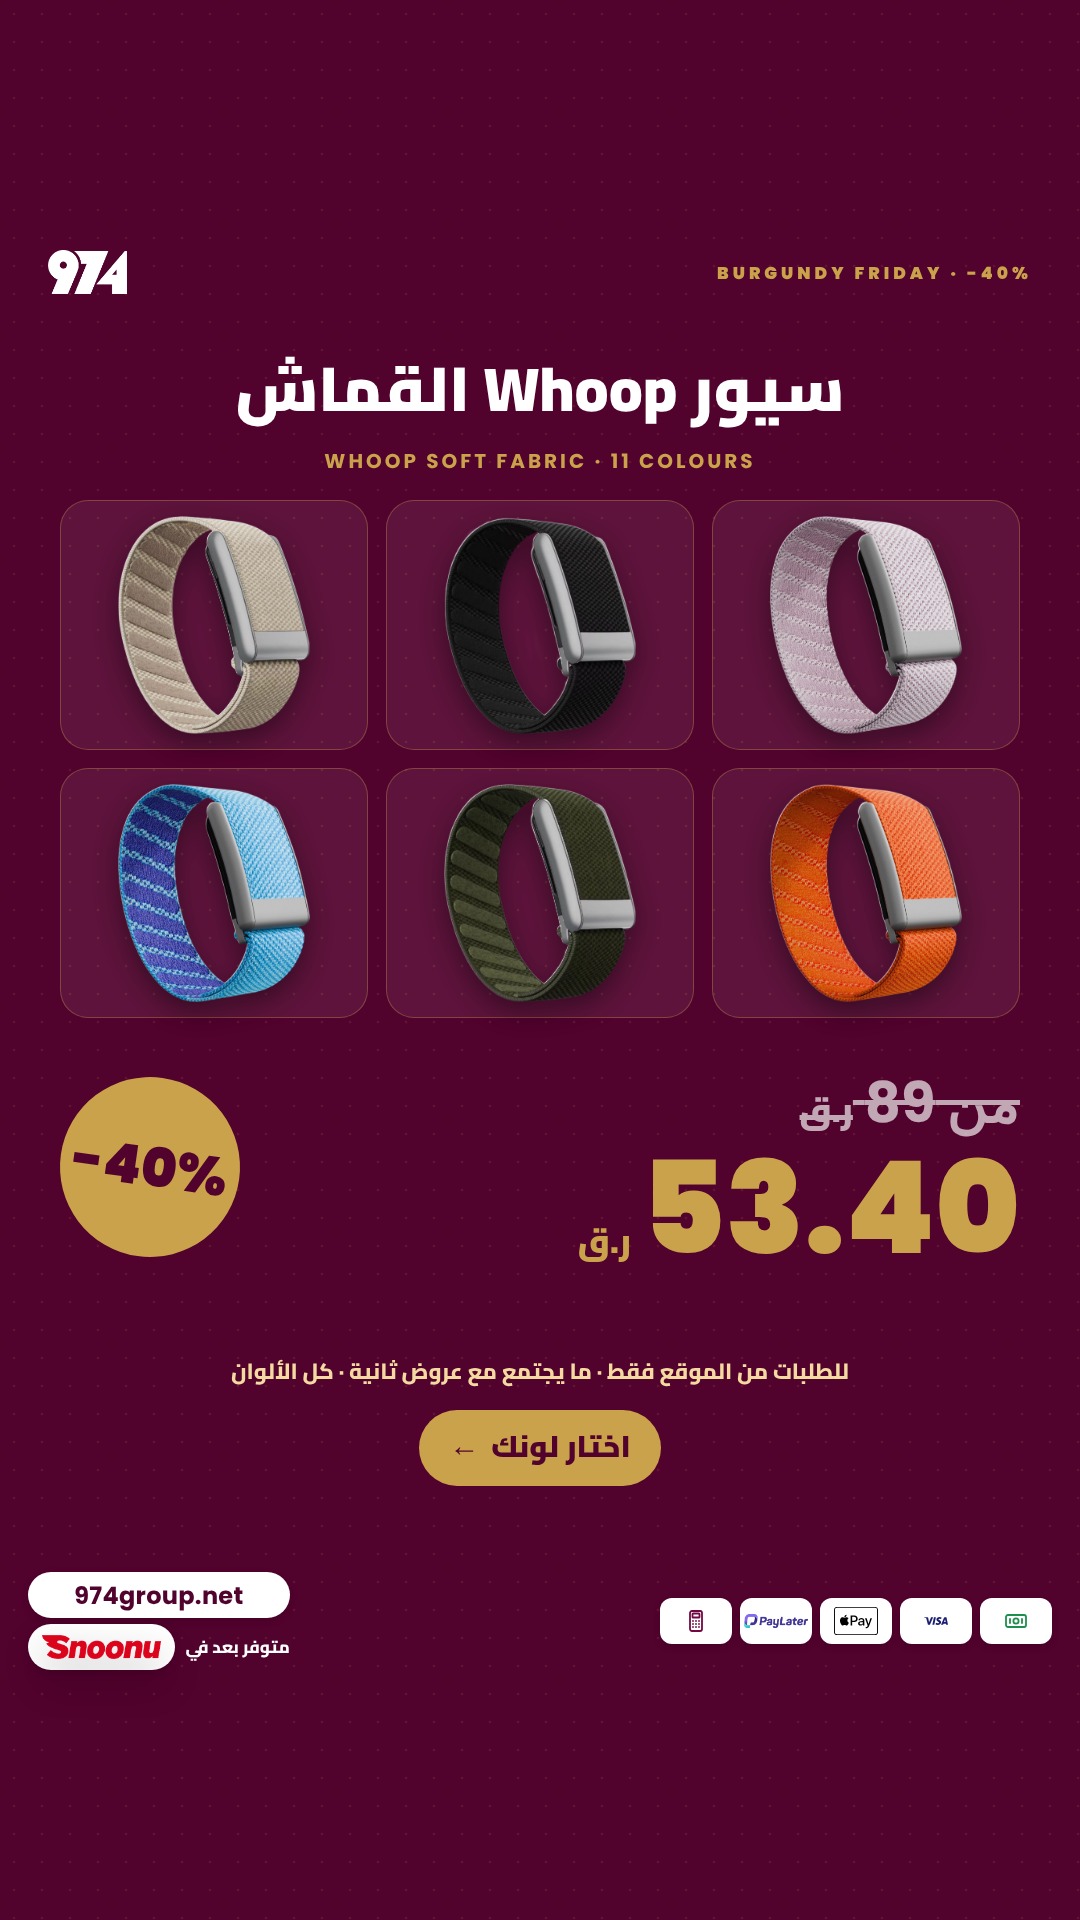 974
BURGUNDY FRIDAY · −40%
سيور Whoop القماش
WHOOP SOFT FABRIC · 11 COLOURS
من 89 ر.ق
53.40 ر.ق
−40%
للطلبات من الموقع فقط · ما يجتمع مع عروض ثانية · كل الألوان
اختار لونك ←
974group.net
متوفر بعد في Snoonu
PayLater
Pay
VISA